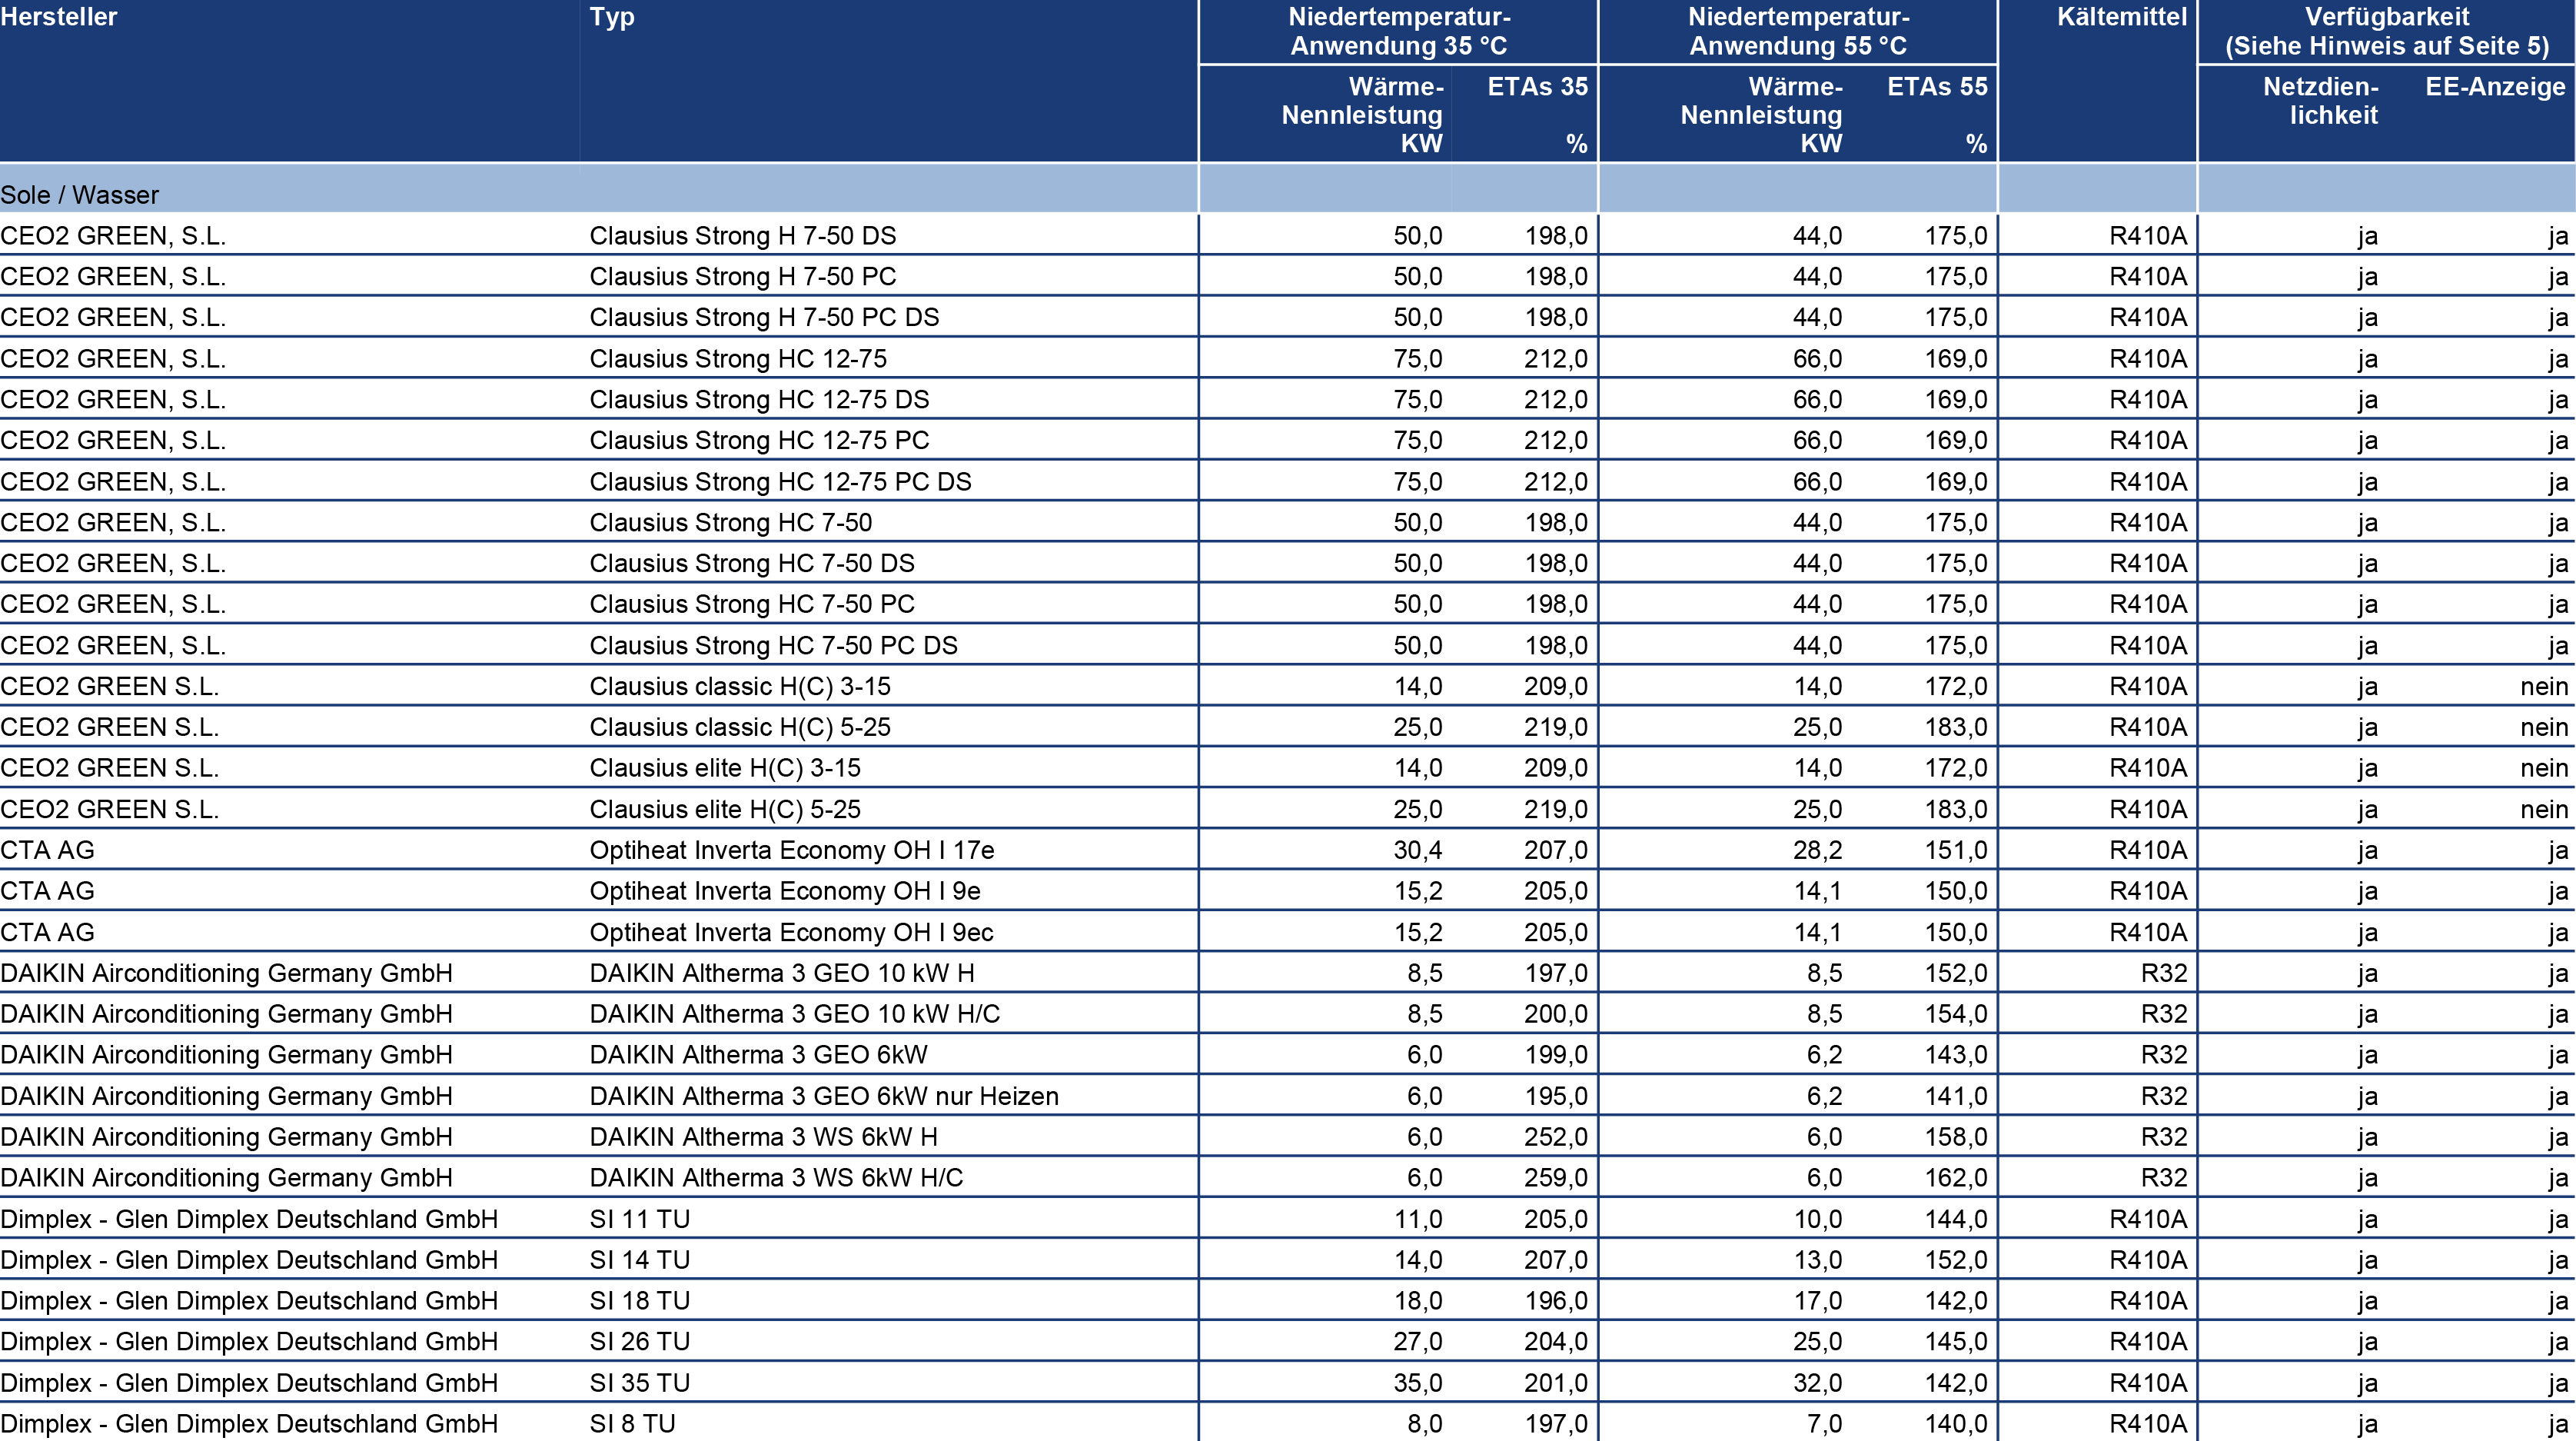 Hersteller Typ Niedertemperatur- Niedertemperatur- Kältemittel Verfügbarkeit
Anwendung 35 °C Anwendung 55 °C (Siehe Hinweis auf Seite 5)
Wärme- ETAs 35 Wärme- ETAs 55 Netzdien- EE-Anzeige
Nennleistung Nennleistung lichkeit
KW % KW %
Sole / Wasser
CEO2 GREEN, S.L. Clausius Strong H 7-50 DS 50,0 198,0 44,0 175,0 R410A ja ja
CEO2 GREEN, S.L. Clausius Strong H 7-50 PC 50,0 198,0 44,0 175,0 R410A ja ja
CEO2 GREEN, S.L. Clausius Strong H 7-50 PC DS 50,0 198,0 44,0 175,0 R410A ja ja
CEO2 GREEN, S.L. Clausius Strong HC 12-75 75,0 212,0 66,0 169,0 R410A ja ja
CEO2 GREEN, S.L. Clausius Strong HC 12-75 DS 75,0 212,0 66,0 169,0 R410A ja ja
CEO2 GREEN, S.L. Clausius Strong HC 12-75 PC 75,0 212,0 66,0 169,0 R410A ja ja
CEO2 GREEN, S.L. Clausius Strong HC 12-75 PC DS 75,0 212,0 66,0 169,0 R410A ja ja
CEO2 GREEN, S.L. Clausius Strong HC 7-50 50,0 198,0 44,0 175,0 R410A ja ja
CEO2 GREEN, S.L. Clausius Strong HC 7-50 DS 50,0 198,0 44,0 175,0 R410A ja ja
CEO2 GREEN, S.L. Clausius Strong HC 7-50 PC 50,0 198,0 44,0 175,0 R410A ja ja
CEO2 GREEN, S.L. Clausius Strong HC 7-50 PC DS 50,0 198,0 44,0 175,0 R410A ja ja
CEO2 GREEN S.L. Clausius classic H(C) 3-15 14,0 209,0 14,0 172,0 R410A ja nein
CEO2 GREEN S.L. Clausius classic H(C) 5-25 25,0 219,0 25,0 183,0 R410A ja nein
CEO2 GREEN S.L. Clausius elite H(C) 3-15 14,0 209,0 14,0 172,0 R410A ja nein
CEO2 GREEN S.L. Clausius elite H(C) 5-25 25,0 219,0 25,0 183,0 R410A ja nein
CTA AG Optiheat Inverta Economy OH I 17e 30,4 207,0 28,2 151,0 R410A ja ja
CTA AG Optiheat Inverta Economy OH I 9e 15,2 205,0 14,1 150,0 R410A ja ja
CTA AG Optiheat Inverta Economy OH I 9ec 15,2 205,0 14,1 150,0 R410A ja ja
DAIKIN Airconditioning Germany GmbH DAIKIN Altherma 3 GEO 10 kW H 8,5 197,0 8,5 152,0 R32 ja ja
DAIKIN Airconditioning Germany GmbH DAIKIN Altherma 3 GEO 10 kW H/C 8,5 200,0 8,5 154,0 R32 ja ja
DAIKIN Airconditioning Germany GmbH DAIKIN Altherma 3 GEO 6kW 6,0 199,0 6,2 143,0 R32 ja ja
DAIKIN Airconditioning Germany GmbH DAIKIN Altherma 3 GEO 6kW nur Heizen 6,0 195,0 6,2 141,0 R32 ja ja
DAIKIN Airconditioning Germany GmbH DAIKIN Altherma 3 WS 6kW H 6,0 252,0 6,0 158,0 R32 ja ja
DAIKIN Airconditioning Germany GmbH DAIKIN Altherma 3 WS 6kW H/C 6,0 259,0 6,0 162,0 R32 ja ja
Dimplex - Glen Dimplex Deutschland GmbH SI 11 TU 11,0 205,0 10,0 144,0 R410A ja ja
Dimplex - Glen Dimplex Deutschland GmbH SI 14 TU 14,0 207,0 13,0 152,0 R410A ja ja
Dimplex - Glen Dimplex Deutschland GmbH SI 18 TU 18,0 196,0 17,0 142,0 R410A ja ja
Dimplex - Glen Dimplex Deutschland GmbH SI 26 TU 27,0 204,0 25,0 145,0 R410A ja ja
Dimplex - Glen Dimplex Deutschland GmbH SI 35 TU 35,0 201,0 32,0 142,0 R410A ja ja
Dimplex - Glen Dimplex Deutschland GmbH SI 8 TU 8,0 197,0 7,0 140,0 R410A ja ja